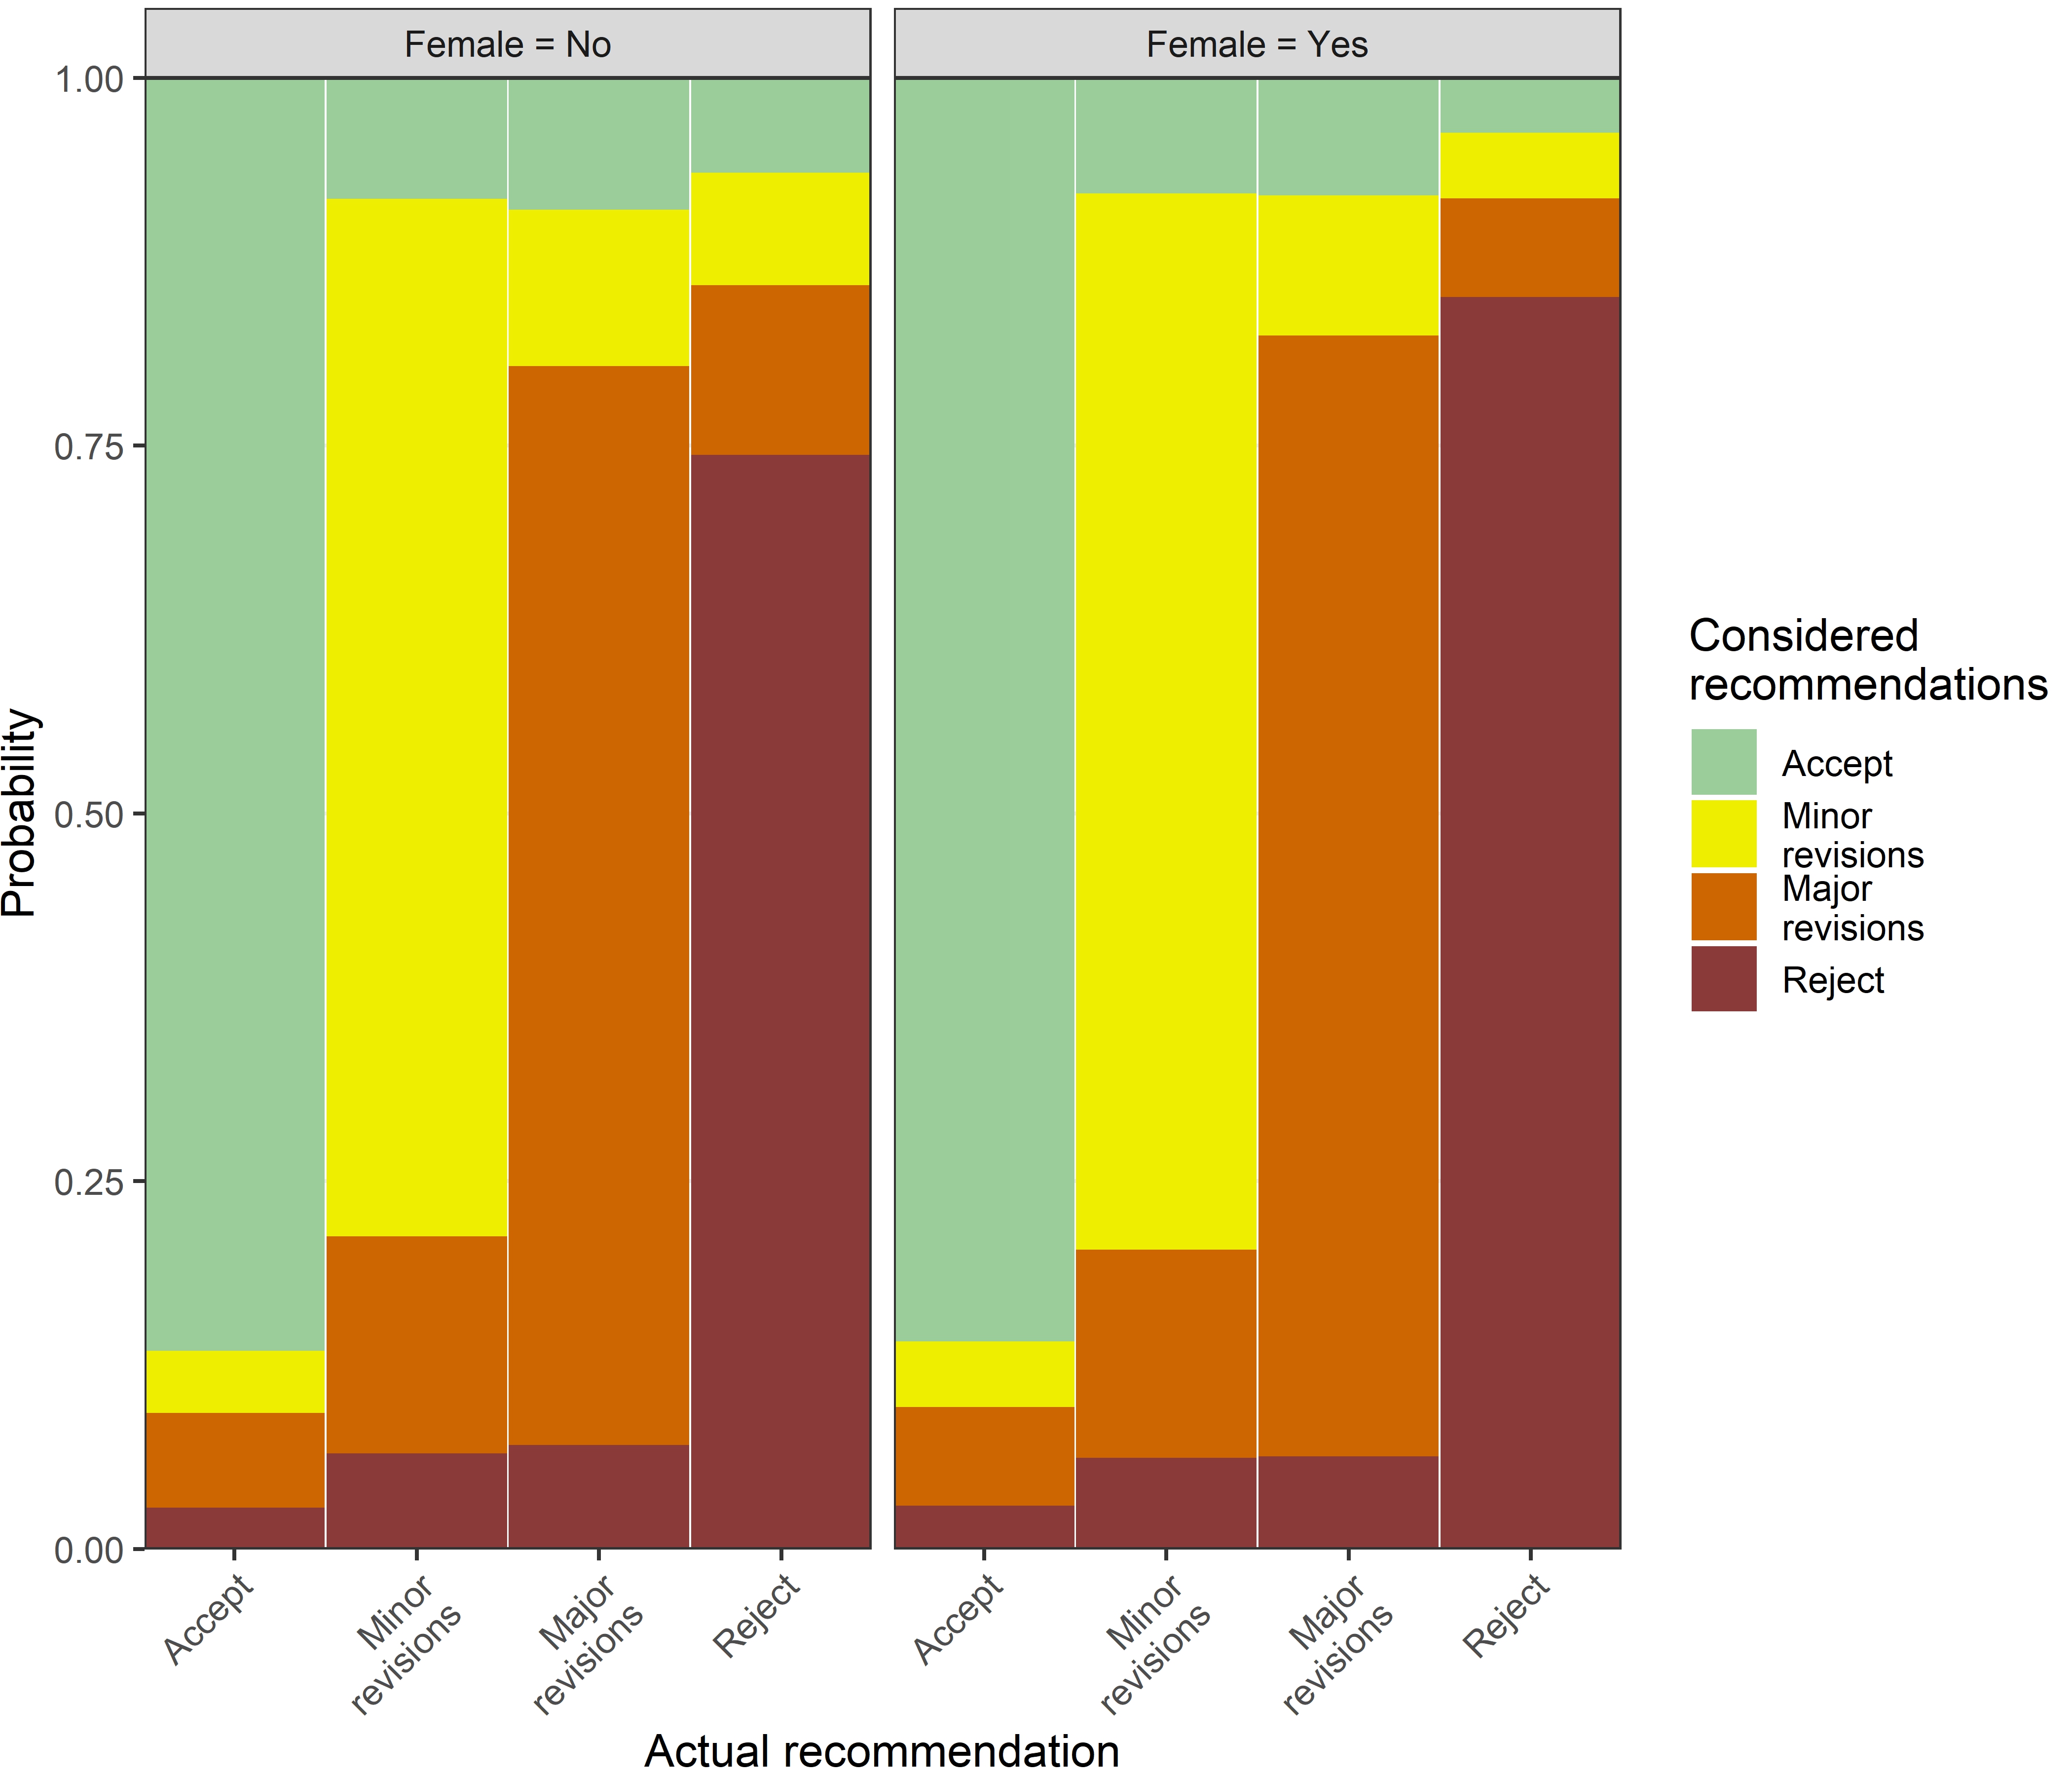 Female = No
Female = Yes
1.00
0.75
0.50
0.25
0.00
Probability
Accept
Minor
revisions
Major
revisions
Reject
Accept
Minor
revisions
Major
revisions
Reject
Actual recommendation
Considered
recommendations
Accept
Minor
revisions
Major
revisions
Reject